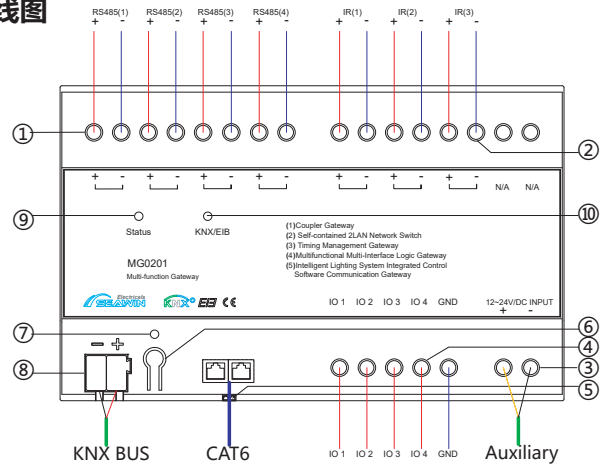 线图
RS485(1) RS485(2) RS485(3) RS485(4) IR(1) IR(2) IR(3)
+ - + - + - + - + - + - + -
① ②
+ - + - + - + - + - + - + - N/A N/A
⑨ ⑩
Status KNX/EIB
(1)Coupler Gateway
(2) Self-contained 2LAN Network Switch
(3) Timing Management Gateway
(4)Multifunctional Multi-Interface Logic Gateway
(5)Intelligent Lighting System Integrated Control
Software Communication Gateway
MG0201
Multi-function Gateway
Electricals
SEAWIN KNX EIB CE
IO 1 IO 2 IO 3 IO 4 GND 12~24V/DC INPUT
+ -
⑦ ⑥
- +
④
⑧ ③
⑤
KNX BUS CAT6 IO 1 IO 2 IO 3 IO 4 GND Auxiliary